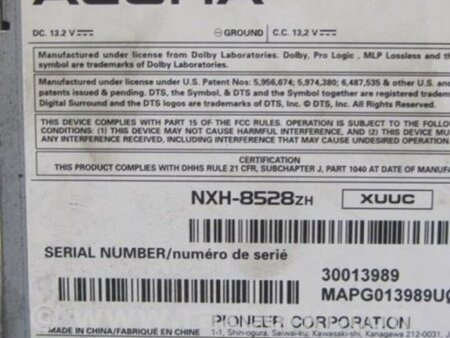 ACURA
DC. 13.2 V ⎓ ⊖ GROUND C.C. 13,2 V ⎓
Manufactured under license from Dolby Laboratories. Dolby, Pro Logic , MLP Lossless and the
symbol are trademarks of Dolby Laboratories.
Manufactured under license under U.S. Patent Nos: 5,956,674; 5,974,380; 6,487,535 & other U.S. and
patents issued & pending. DTS, the Symbol, & DTS and the Symbol together are registered trademark
Digital Surround and the DTS logos are trademarks of DTS, Inc. © DTS, Inc. All Rights
THIS DEVICE COMPLIES WITH PART 15 OF THE FCC RULES. OPERATION IS SUBJECT TO THE
CONDITIONS: (1) THIS DEVICE MAY NOT CAUSE HARMFUL INTERFERENCE, AND (2) THIS DEVICE MUST
ANY INTERFERENCE RECEIVED, INCLUDING INTERFERENCE THAT MAY CAUSE UNDESIRED
CERTIFICATION
THIS PRODUCT COMPLIES WITH DHHS RULE 21 CFR, SUBCHAPTER J, PART 1040 AT DATE OF MANUFA
NXH-8528ZH XUUC
SERIAL NUMBER/numéro de serié
30013989
MAPG013989U
PIONEER CORPORATION
MADE IN CHINA/FABRIQUÉ EN CHINE 1-1, Shin-ogura, Saiwai-ku, Kawasaki-shi, Kanagawa 212-